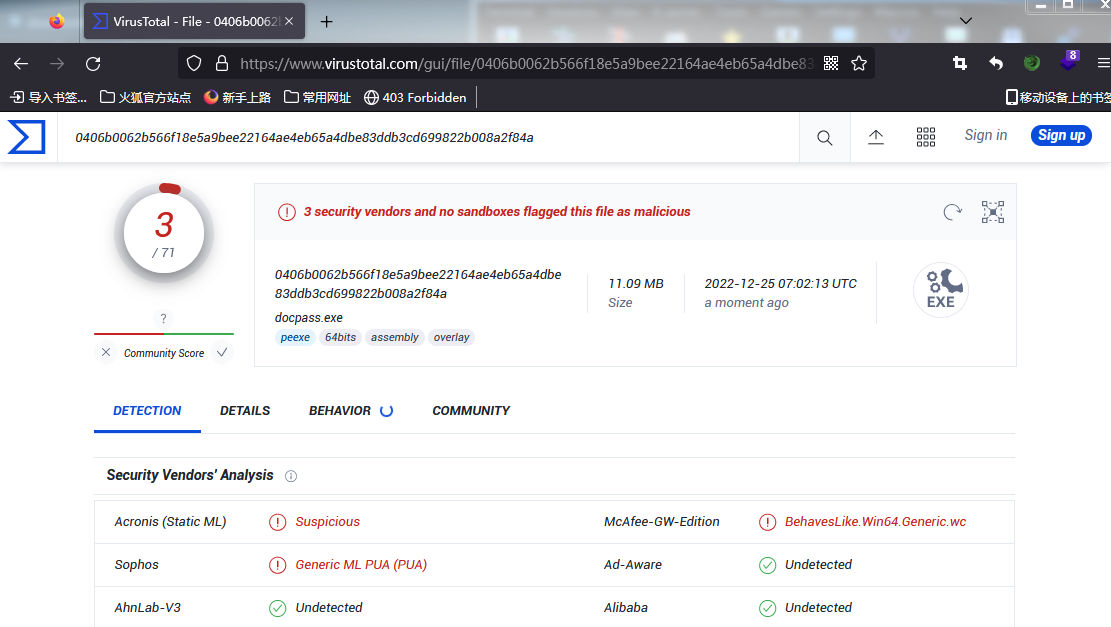 VirusTotal - File - 0406b0062
https://www.virustotal.com/gui/file/0406b0062b566f18e5a9bee22164ae4eb65a4dbe83
8
导入书签... 火狐官方站点 新手上路 常用网址 403 Forbidden 移动设备上的书签
0406b0062b566f18e5a9bee22164ae4eb65a4dbe83ddb3cd699822b008a2f84a Sign in Sign up
3
/ 71
3 security vendors and no sandboxes flagged this file as malicious
0406b0062b566f18e5a9bee22164ae4eb65a4dbe
83ddb3cd699822b008a2f84a
docpass.exe
peexe 64bits assembly overlay
11.09 MB
Size
2022-12-25 07:02:13 UTC
a moment ago
EXE
?
Community Score
DETECTION DETAILS BEHAVIOR COMMUNITY
Security Vendors' Analysis
Acronis (Static ML) Suspicious McAfee-GW-Edition BehavesLike.Win64.Generic.wc
Sophos Generic ML PUA (PUA) Ad-Aware Undetected
AhnLab-V3 Undetected Alibaba Undetected